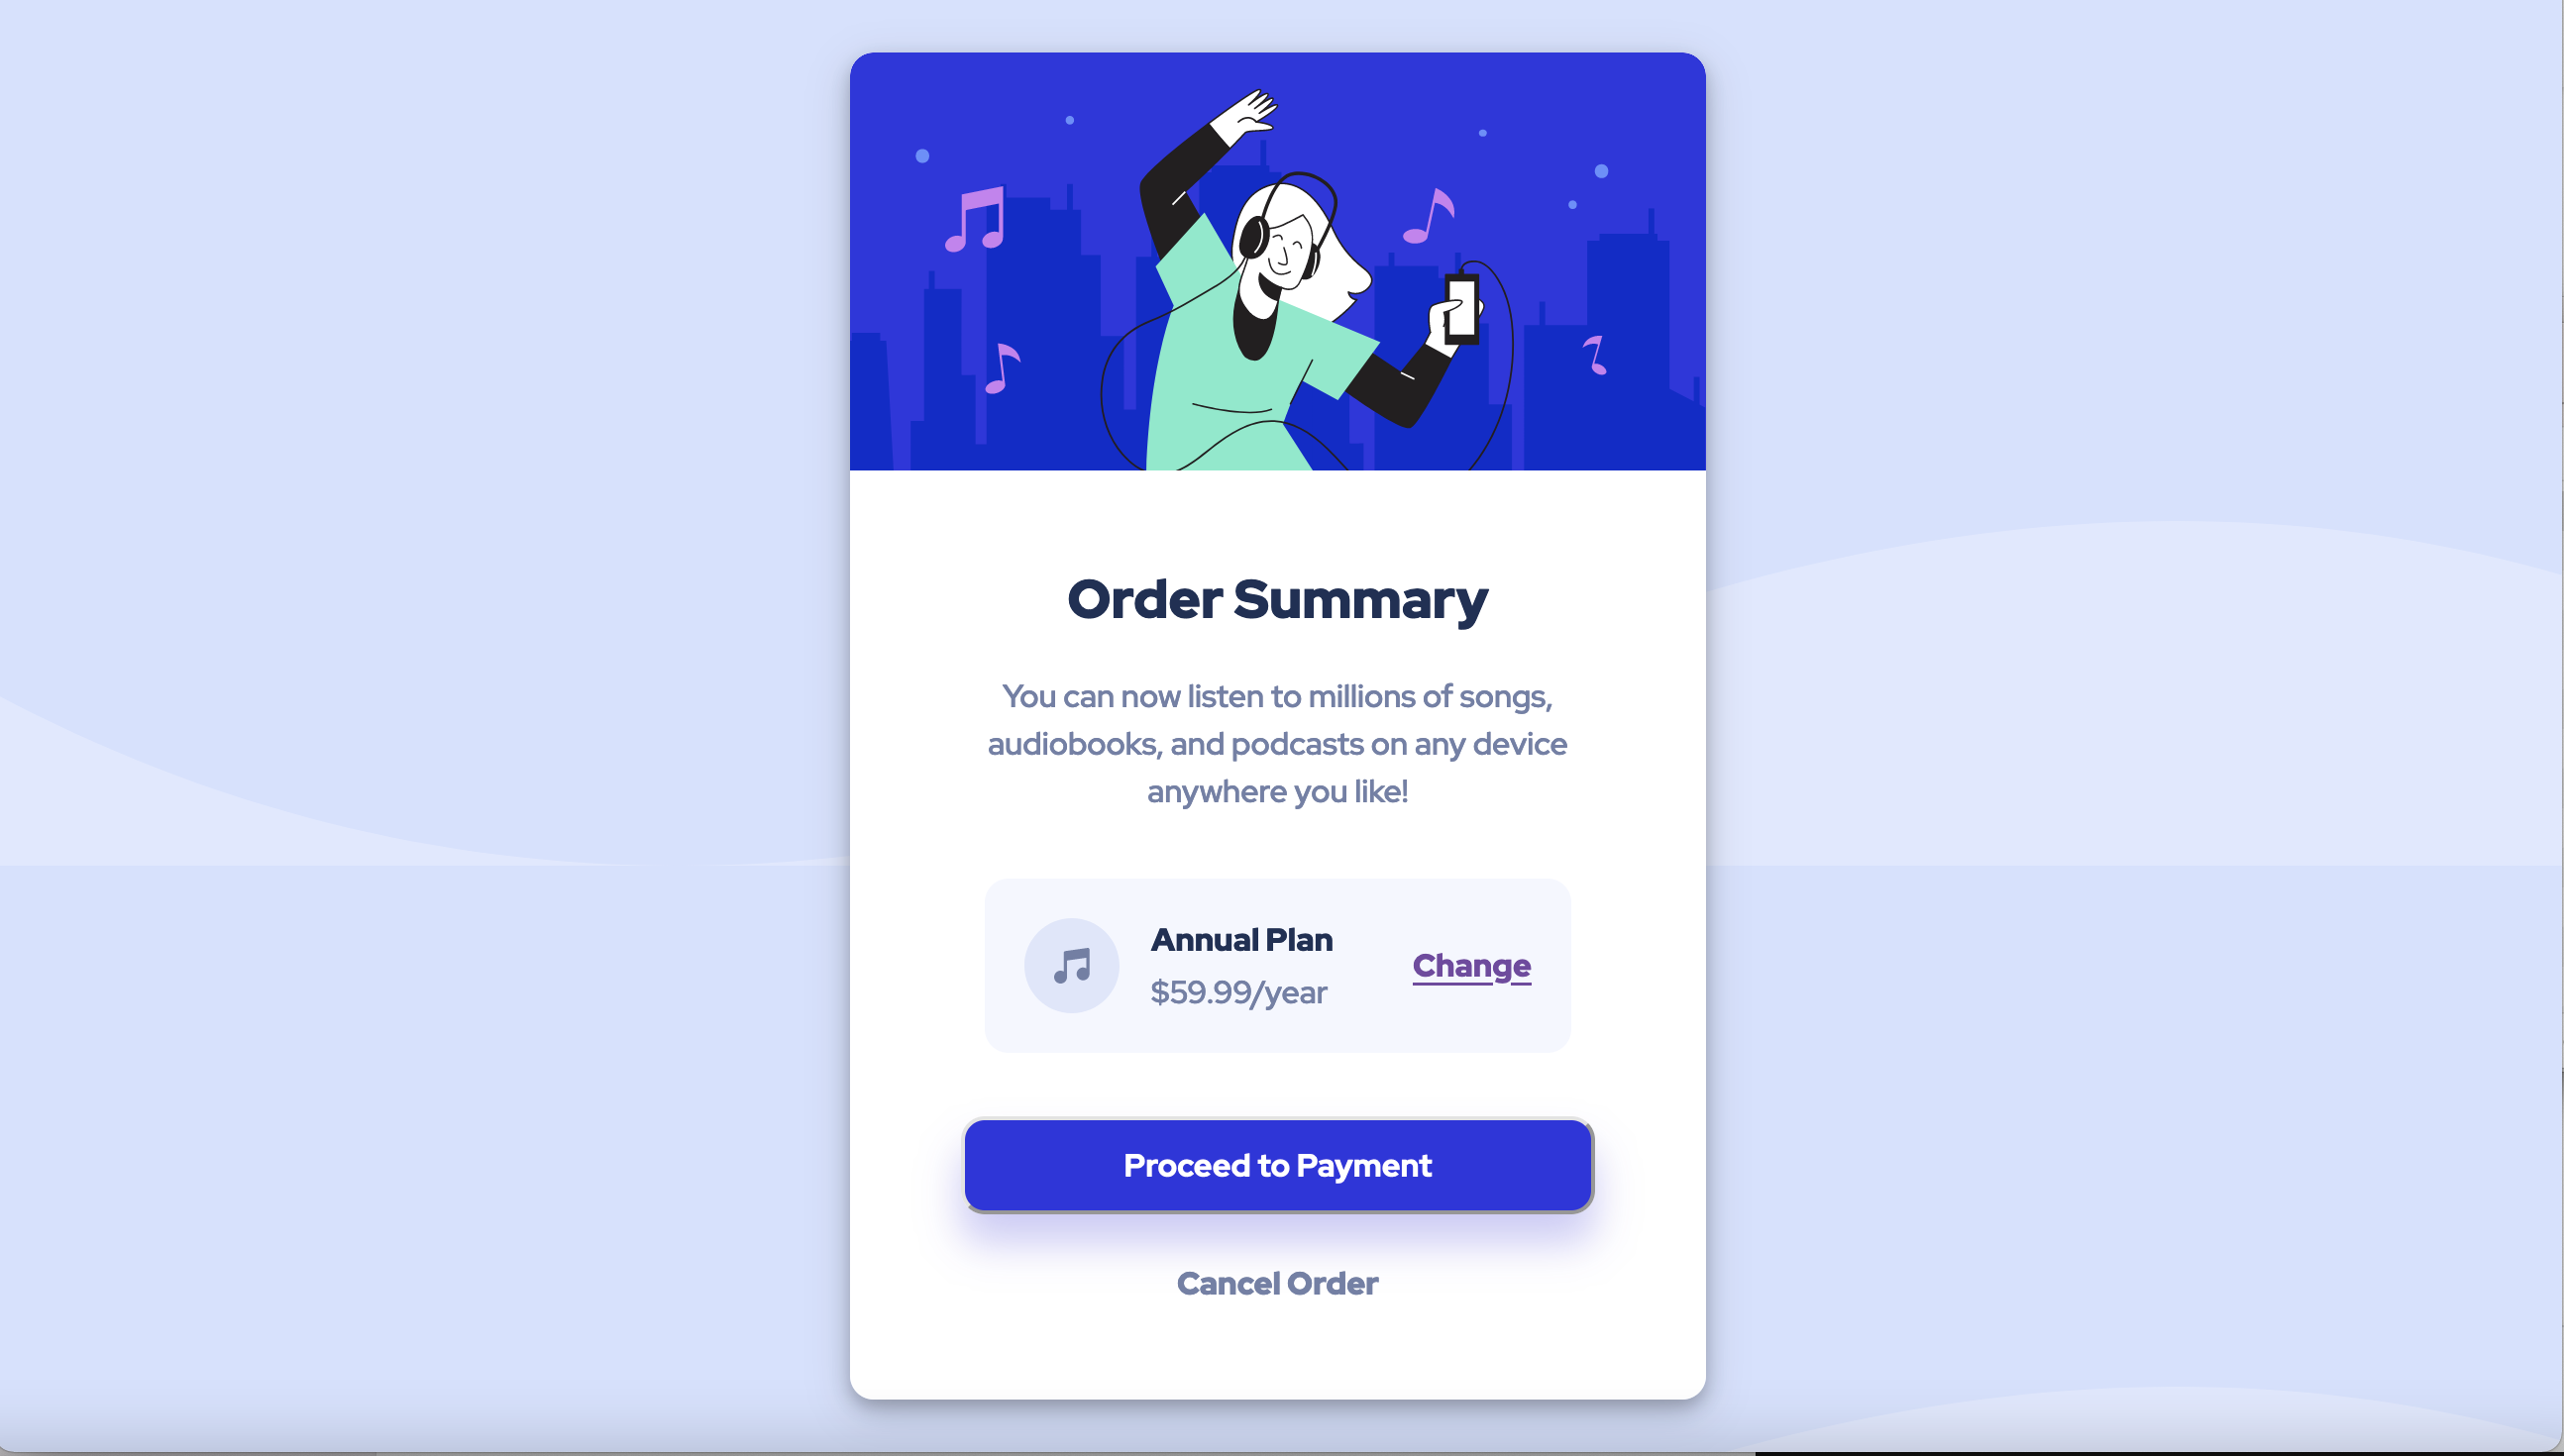 Order Summary
You can now listen to millions of songs,
audiobooks, and podcasts on any device
anywhere you like!
Annual Plan
$59.99/year
Change
Proceed to Payment
Cancel Order